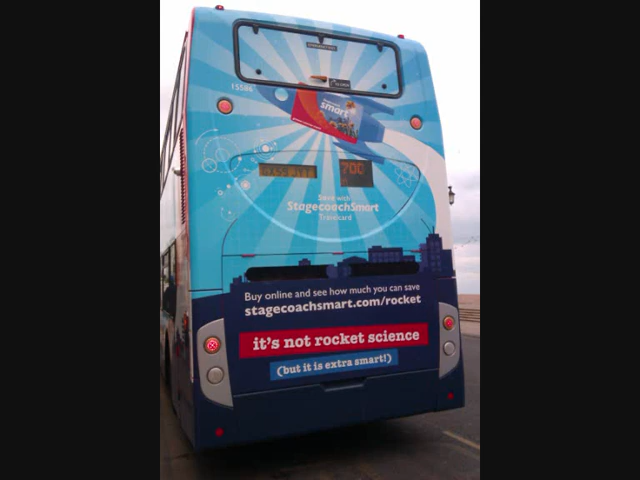 15586
smart
700
Save with
StagecoachSmart
Travelcard
Buy online and see how much you can save
stagecoachsmart.com/rocket
it's not rocket science
(but it is extra smart!)